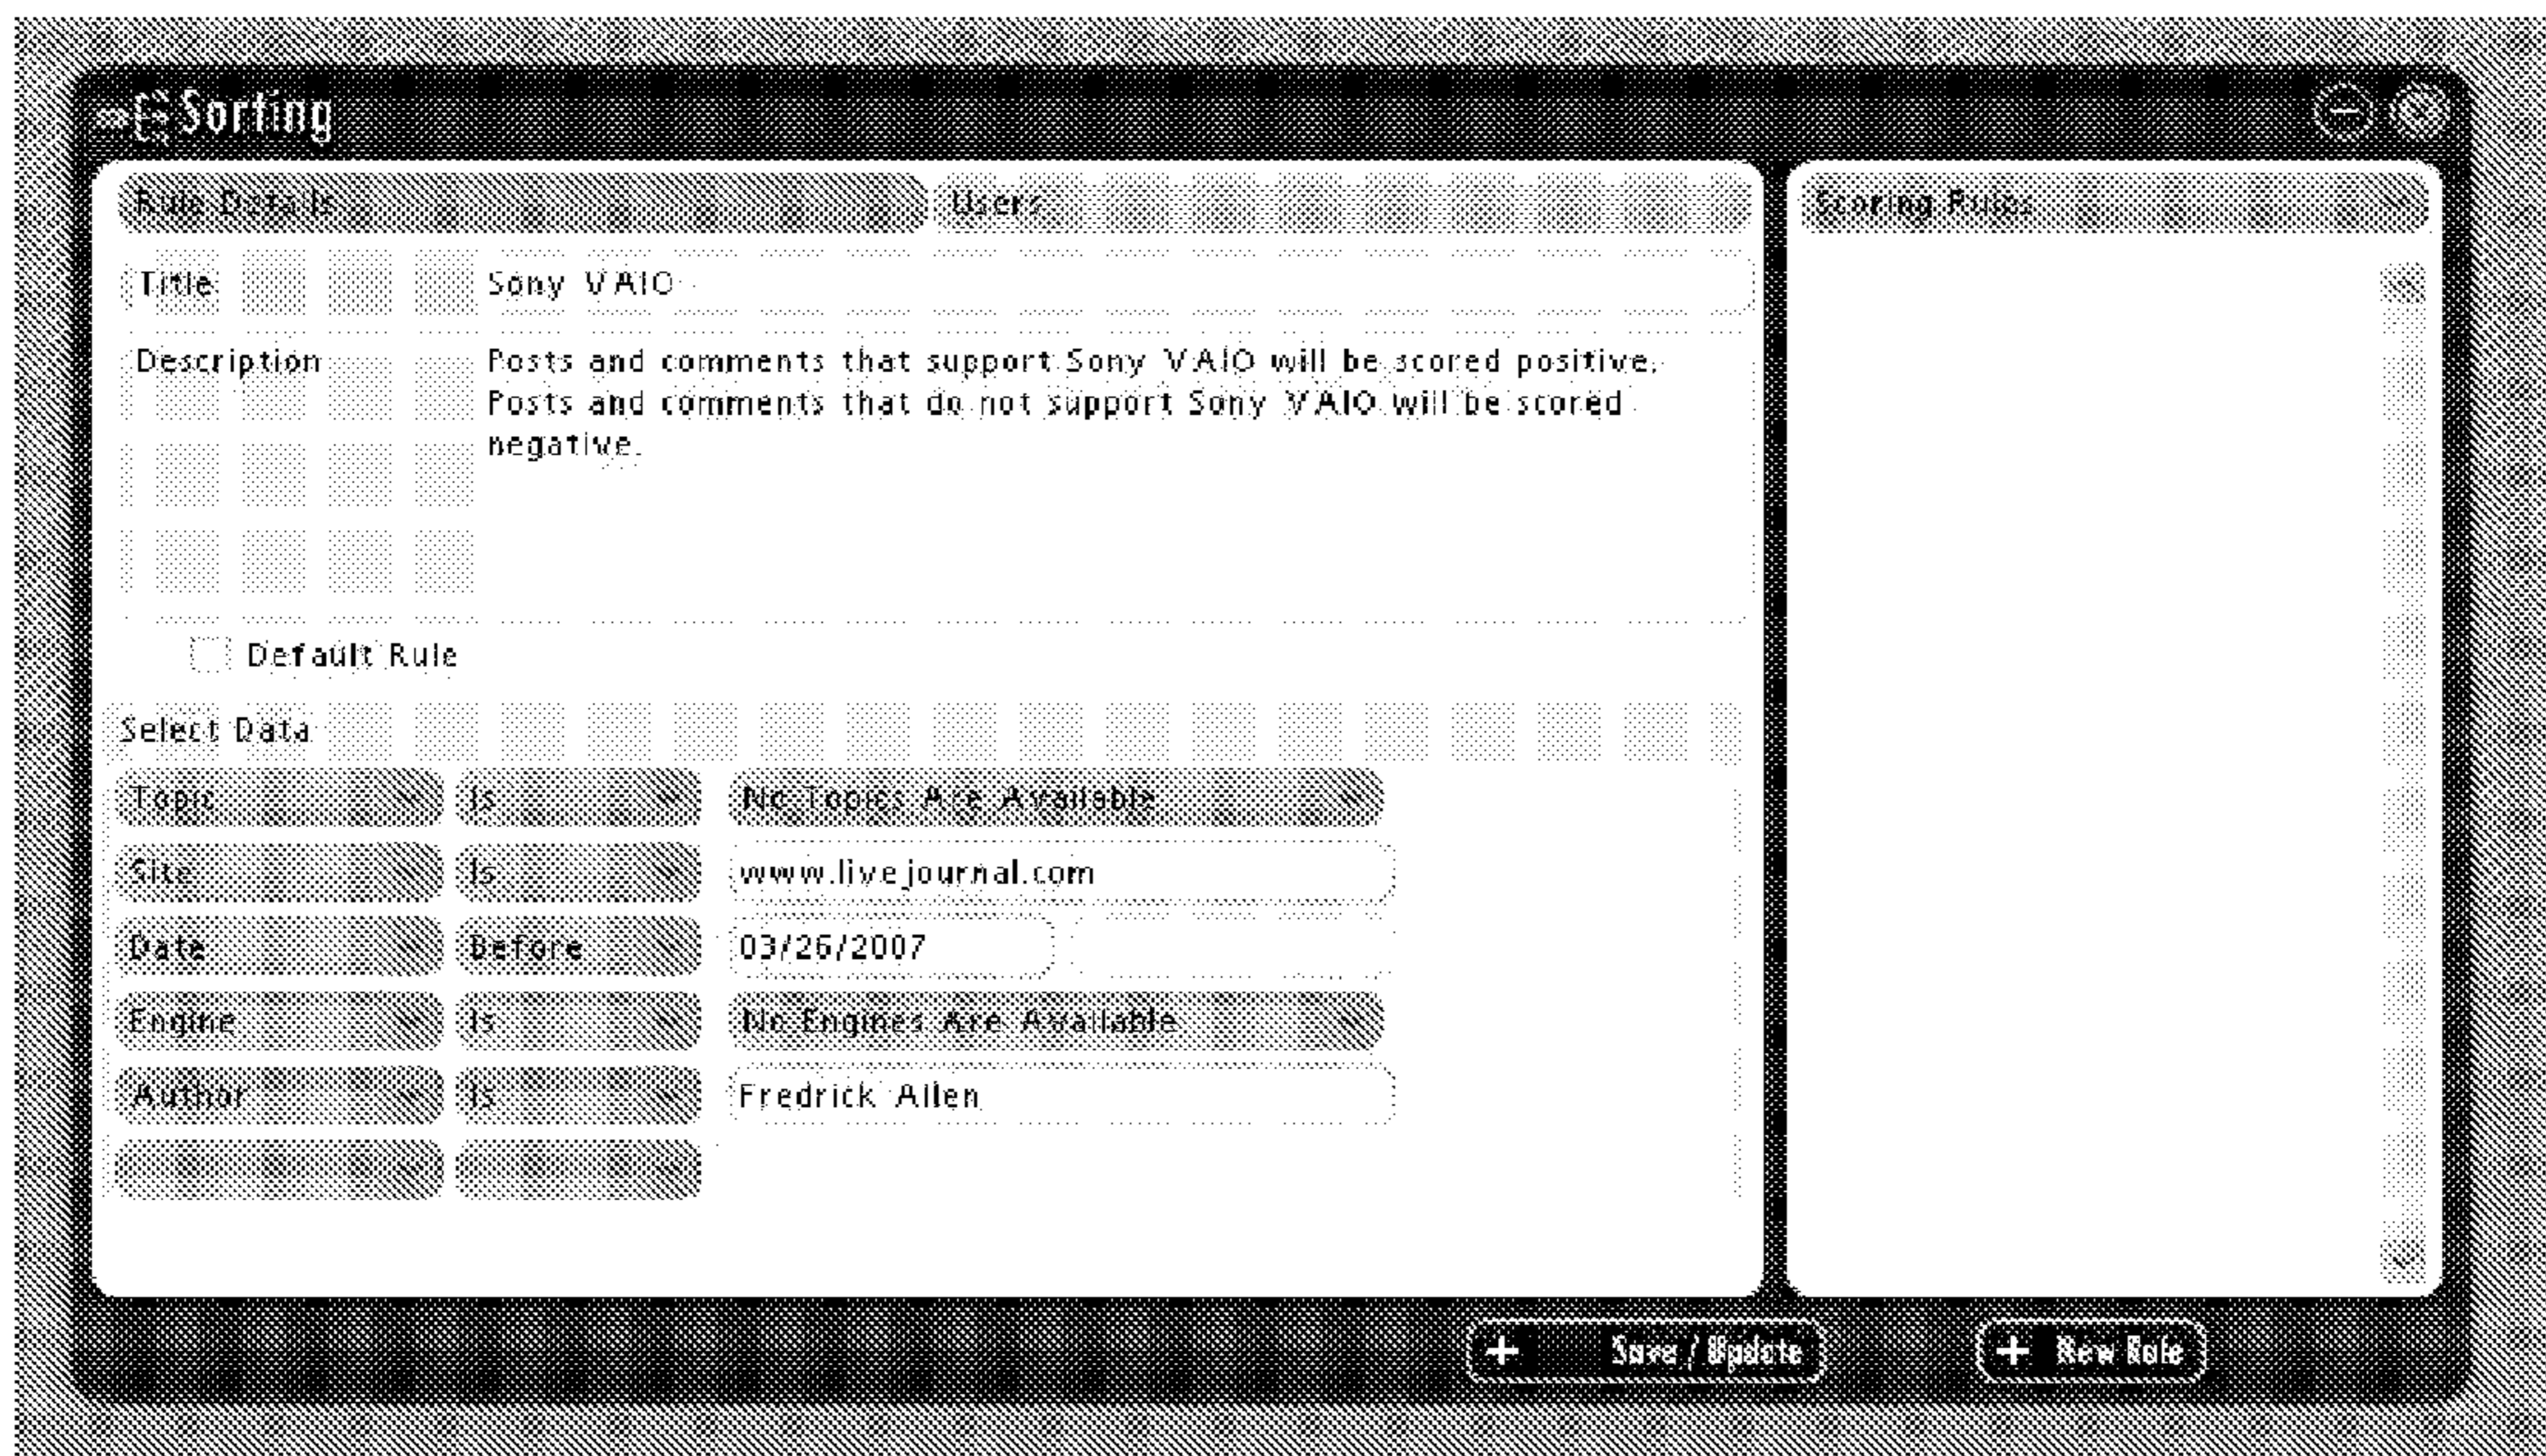 Sorting
Rule Details
Users
Scoring Rules
Title
Sony VAIO
Description
Posts and comments that support Sony VAIO will be scored positive.
Posts and comments that do not support Sony VAIO will be scored
negative.
Default Rule
Select Data
Topic Is No Topics Are Available
Site Is www.livejournal.com
Date Before 03/26/2007
Engine Is No Engines Are Available
Author Is Fredrick Allen
+ Save / Update
+ New Rule